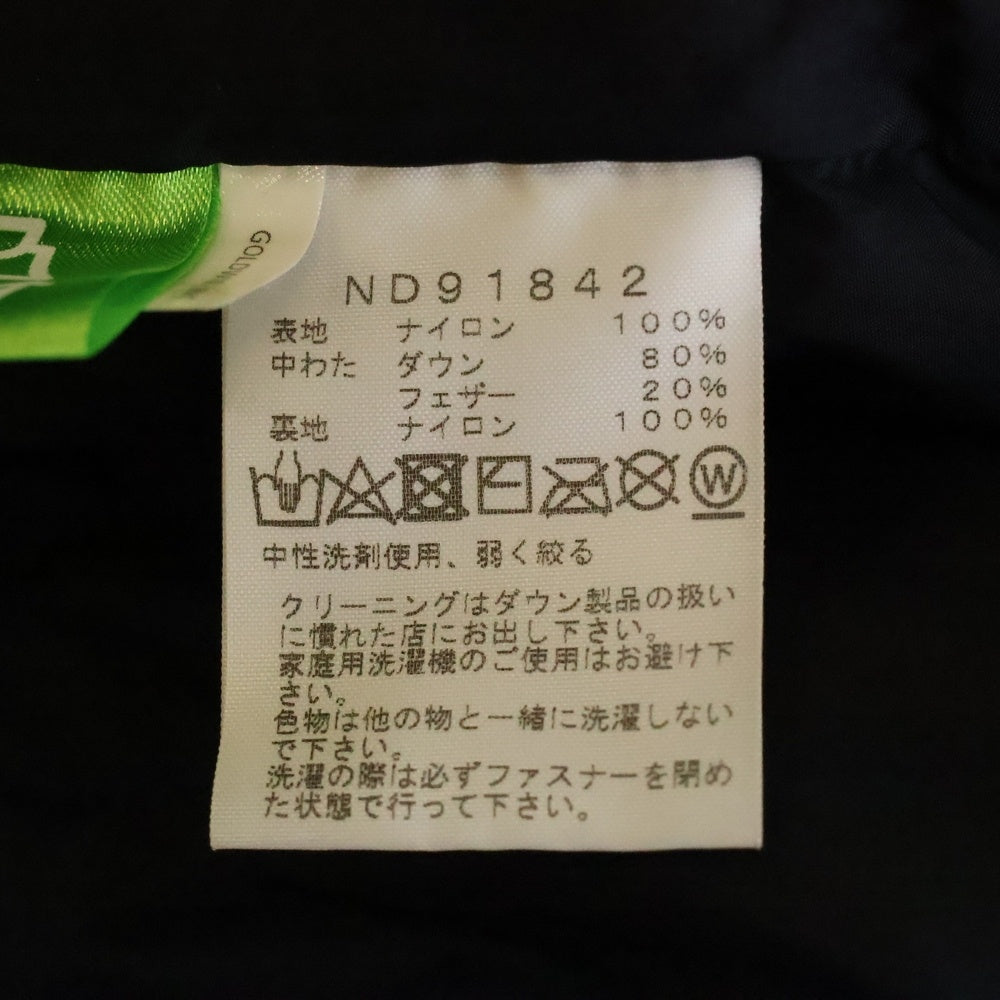 ND91842
表地 ナイロン 100%
中わた ダウン 80%
フェザー 20%
裏地 ナイロン 100%
W
中性洗剤使用、弱く絞る
クリーニングはダウン製品の扱い
に慣れた店にお出し下さい。
家庭用洗濯機のご使用はお避け下
さい。
色物は他の物と一緒に洗濯しない
で下さい。
洗濯の際は必ずファスナーを閉め
た状態で行って下さい。